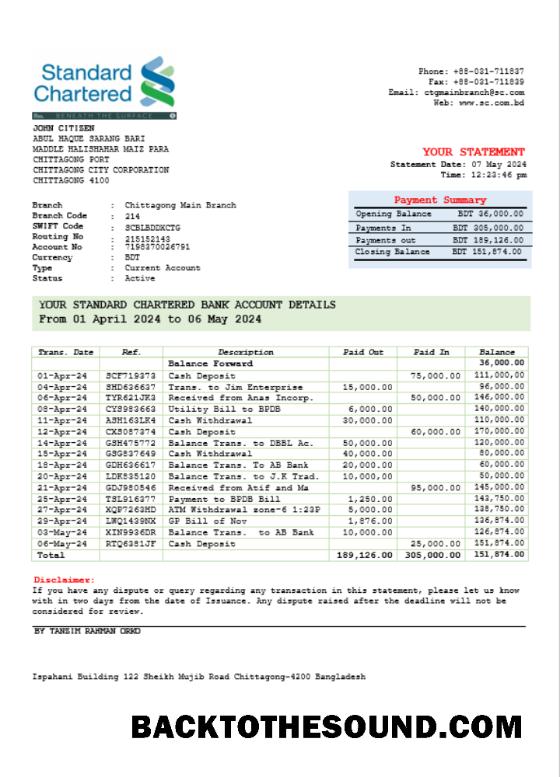 Standard
Chartered
BENEATH THE SURFACE
Phone: +88-031-711837
Fax: +88-031-711839
Email: ctgmainbranch@sc.com
Web: www.sc.com.bd
JOHN CITIZEN
ABUL HAQUE SARANG BARI
MADDLE HALISHAHAR MAIZ PARA
CHITTAGONG PORT
CHITTAGONG CITY CORPORATION
CHITTAGONG 4100
YOUR STATEMENT
Statement Date: 07 May 2024
Time: 12:23:46 pm
Branch : Chittagong Main Branch
Branch Code : 214
SWIFT Code : SCBLBDDXCTG
Routing No : 215152143
Account No : 7198370026791
Currency : BDT
Type : Current Account
Status : Active
Payment Summary
Opening Balance BDT 36,000.00
Payments In BDT 305,000.00
Payments out BDT 189,126.00
Closing Balance BDT 151,874.00
YOUR STANDARD CHARTERED BANK ACCOUNT DETAILS
From 01 April 2024 to 06 May 2024
Trans. Date Ref. Description Paid Out Paid In Balance
Balance Forward 36,000.00
01-Apr-24 SCF719373 Cash Deposit 75,000.00 111,000,00
04-Apr-24 SHD636637 Trans. to Jim Enterprise 15,000.00 96,000.00
06-Apr-24 TYR621JK3 Received from Anas Incorp. 50,000.00 146,000.00
08-Apr-24 CYS983663 Utility Bill to BPDB 6,000.00 140,000.00
11-Apr-24 ASH163LK4 Cash Withdrawal 30,000.00 110,000.00
12-Apr-24 CXS087374 Cash Deposit 60,000.00 170,000.00
14-Apr-24 GSH475772 Balance Trans. to DBBL Ac. 50,000.00 120,000.00
15-Apr-24 GSG837649 Cash Withdrawal 40,000.00 80,000.00
18-Apr-24 GDH636617 Balance Trans. To AB Bank 20,000.00 60,000.00
20-Apr-24 LDK835120 Balance Trans. to J.K Trad. 10,000.00 50,000.00
21-Apr-24 GDJ980546 Raceived from Atif and Ma 95,000.00 145,000.00
25-Apr-24 TSL916377 Payment to BPDB Bill 1,250.00 143,750.00
27-Apr-24 XQP7263HD ATM Withdrawal zone-6 1:23P 5,000.00 138,750.00
29-Apr-24 LWQ1439NX GP Bill of Nov 1,876.00 136,874.00
03-May-24 XIN9936DR Balance Trans. to AB Bank 10,000.00 126,874.00
06-May-24 RTQ6381JF Cash Deposit 25,000.00 151,874.00
Total 189,126.00 305,000.00 151,874.00
Disclaimer:
If you have any dispute or query regarding any transaction in this statement, please let us know
with in two days from the date of Issuance. Any dispute raised after the deadline will not be
considered for review.
BY TANZIM RAHMAN ORKO
Ispahani Building 122 Sheikh Mujib Road Chittagong-4200 Bangladesh
BACKTOTHESOUND.COM